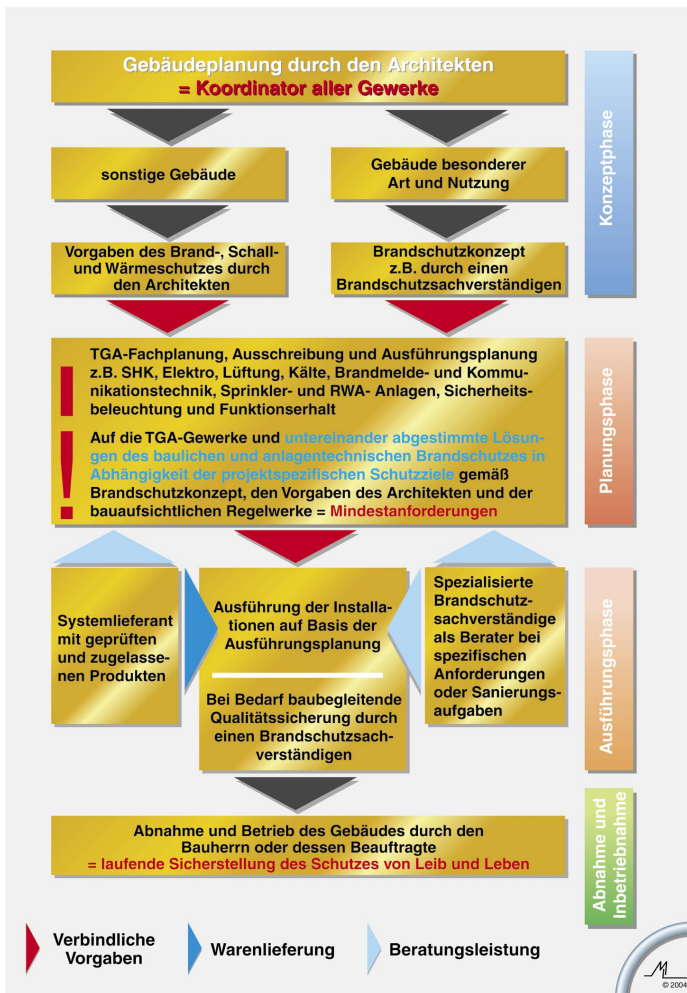 Gebäudeplanung durch den Architekten
= Koordinator aller Gewerke
sonstige Gebäude
Gebäude besonderer
Art und Nutzung
Vorgaben des Brand-, Schall-
und Wärmeschutzes durch
den Architekten
Brandschutzkonzept
z.B. durch einen
Brandschutzsachverständigen
Konzeptphase
! TGA-Fachplanung, Ausschreibung und Ausführungsplanung
z.B. SHK, Elektro, Lüftung, Kälte, Brandmelde- und Kommu-
nikationstechnik, Sprinkler- und RWA- Anlagen, Sicherheits-
beleuchtung und Funktionserhalt
! Auf die TGA-Gewerke und untereinander abgestimmte Lösun-
gen des baulichen und anlagentechnischen Brandschutzes in
Abhängigkeit der projektspezifischen Schutzziele gemäß
Brandschutzkonzept, den Vorgaben des Architekten und der
bauaufsichtlichen Regelwerke = Mindestanforderungen
Planungsphase
Systemlieferant
mit geprüften
und zugelasse-
nen Produkten
Ausführung der Installa-
tionen auf Basis der
Ausführungsplanung
Bei Bedarf baubegleitende
Qualitätssicherung durch
einen Brandschutzsach-
verständigen
Spezialisierte
Brandschutz-
sachverständige
als Berater bei
spezifischen
Anforderungen
oder Sanierungs-
aufgaben
Ausführungsphase
Abnahme und Betrieb des Gebäudes durch den
Bauherrn oder dessen Beauftragte
= laufende Sicherstellung des Schutzes von Leib und Leben
Abnahme und
Inbetriebnahme
Verbindliche
Vorgaben
Warenlieferung
Beratungsleistung
© 2004